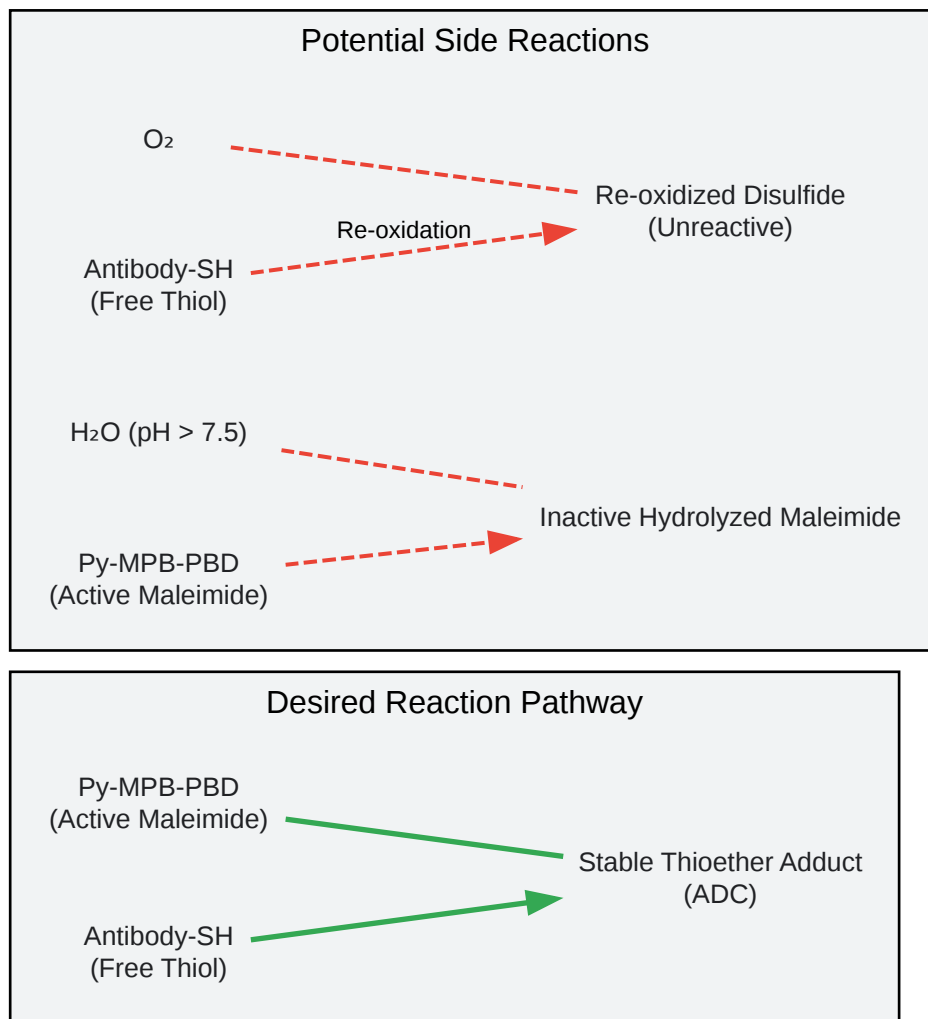 Potential Side Reactions
O₂
Re-oxidized Disulfide
(Unreactive)
Re-oxidation
Antibody-SH
(Free Thiol)
H₂O (pH > 7.5)
Inactive Hydrolyzed Maleimide
Py-MPB-PBD
(Active Maleimide)
Desired Reaction Pathway
Py-MPB-PBD
(Active Maleimide)
Stable Thioether Adduct
(ADC)
Antibody-SH
(Free Thiol)